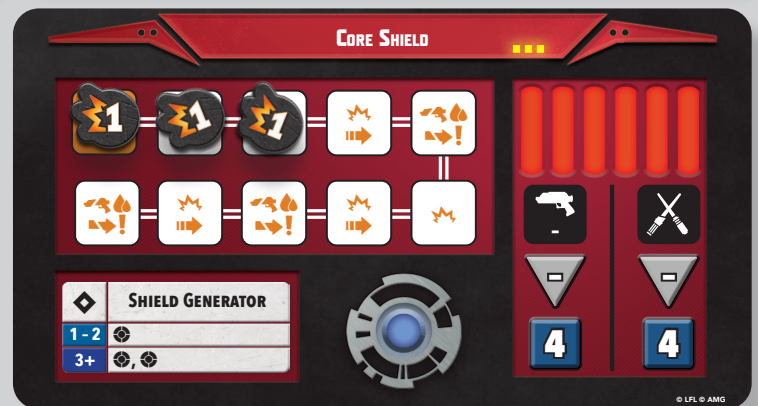 CORE SHIELD
1 1 1
SHIELD GENERATOR
1 - 2
3+ ,
- -
- -
4 4
© LFL © AMG